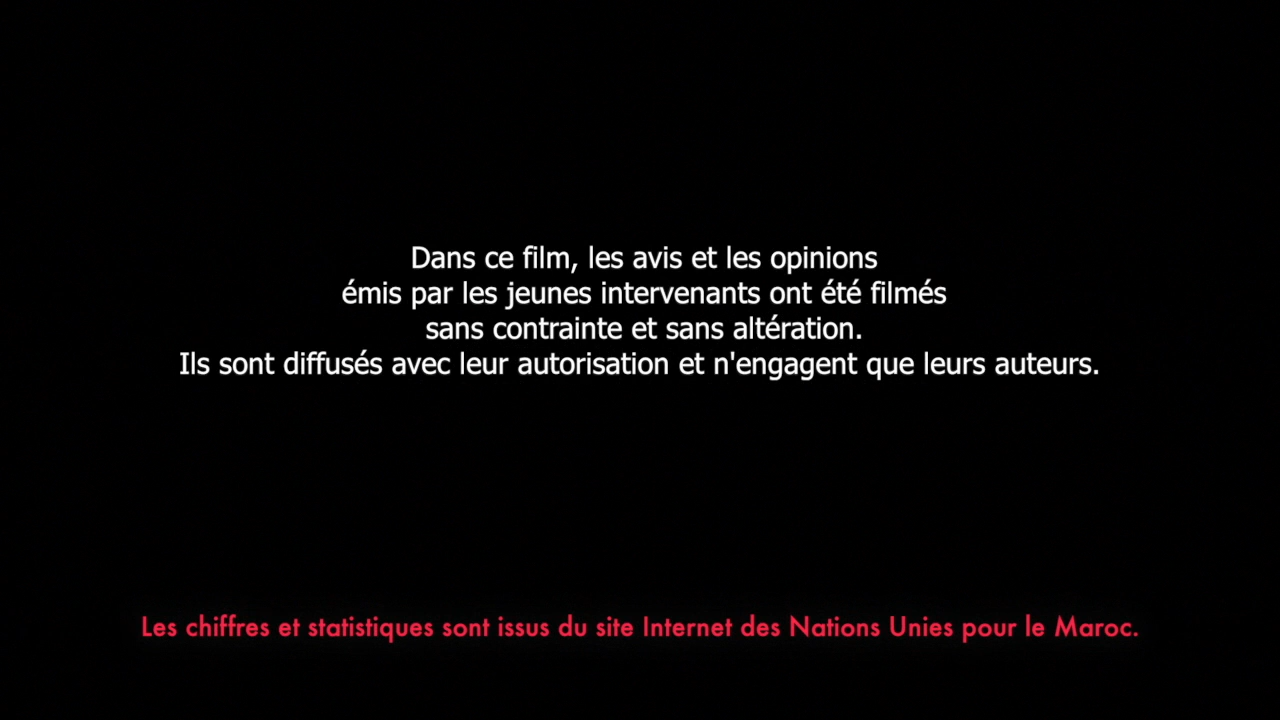 Dans ce film, les avis et les opinions
émis par les jeunes intervenants ont été filmés
sans contrainte et sans altération.
Ils sont diffusés avec leur autorisation et n'engagent que leurs auteurs.
Les chiffres et statistiques sont issus du site Internet des Nations Unies pour le Maroc.